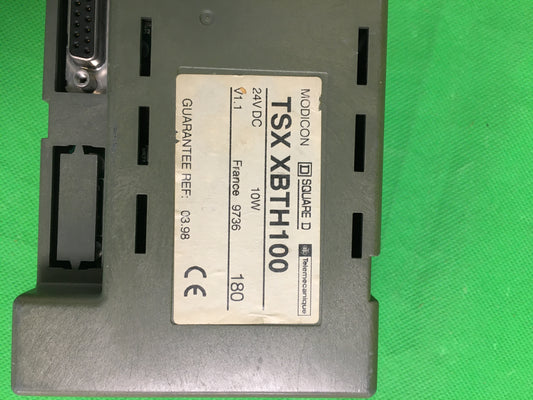 MODICON D SQUARE D Telemecanique
TSX XBTH100
24V DC 10W
V1.1 France 9736 180
GUARANTEE REF: 03.98
CE